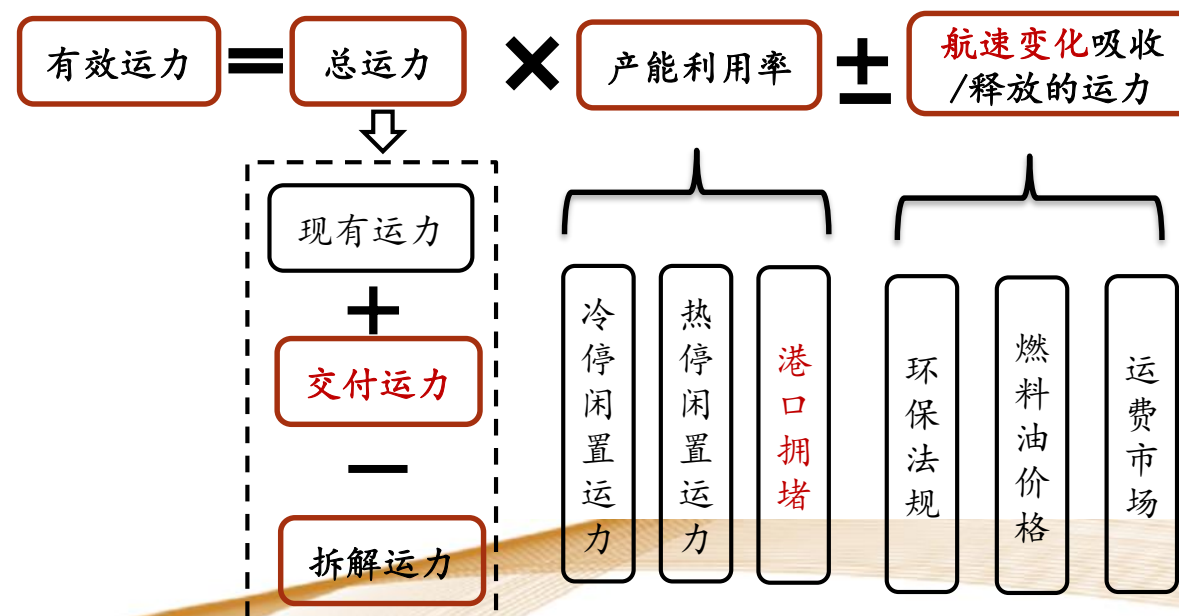 有效运力
=
总运力
×
产能利用率
±
航速变化吸收
/释放的运力
现有运力
+
交付运力
—
拆解运力
冷停闲置运力
热停闲置运力
港口拥堵
环保法规
燃料油价格
运费市场